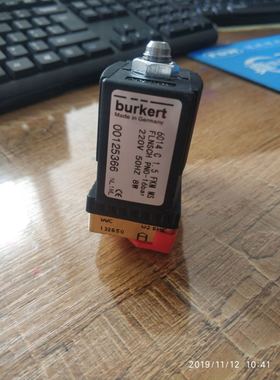 burkert
Made in Germany
00125366
6014 C 1,5 FKM MS
FLNSCH PN0-16bar
220V 50HZ 8W
132650
2019/11/12 10:41